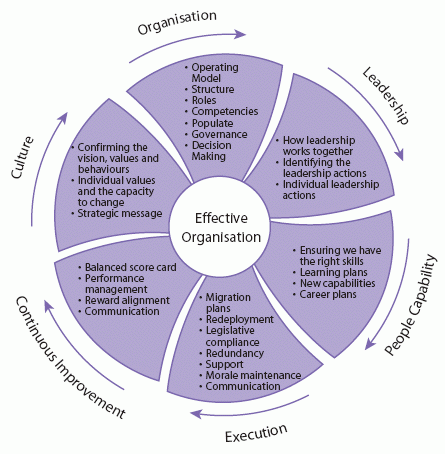 Organisation
• Operating
Model
• Structure
• Roles
• Competencies
• Populate
• Governance
• Decision
Making
Leadership
• How leadership
works together
• Identifying the
leadership actions
• Individual leadership
actions
People Capability
• Ensuring we have
the right skills
• Learning plans
• New capabilities
• Career plans
Execution
• Migration
plans
• Redeployment
• Legislative
compliance
• Redundancy
• Support
• Morale maintenance
• Communication
Continuous Improvement
• Balanced score card
• Performance
management
• Reward alignment
• Communication
Culture
• Confirming the
vision, values and
behaviours
• Individual values
and the capacity
to change
• Strategic message
Effective
Organisation